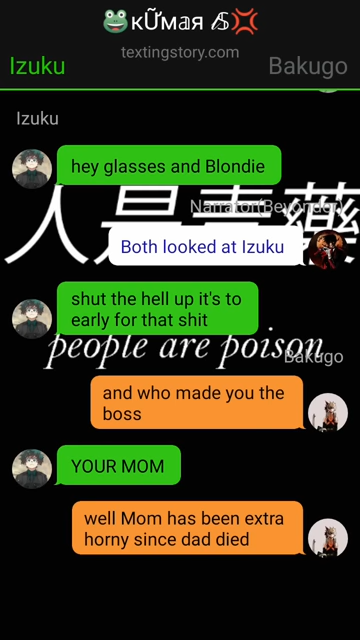 🐸кŨмaя 𝓲S💢
textingstory.com
Izuku
Bakugo
Izuku
hey glasses and Blondie
人是毒藥
Narrator(Beyonder)
Both looked at Izuku
shut the hell up it's to
early for that shit
people are poison
Bakugo
and who made you the
boss
YOUR MOM
well Mom has been extra
horny since dad died